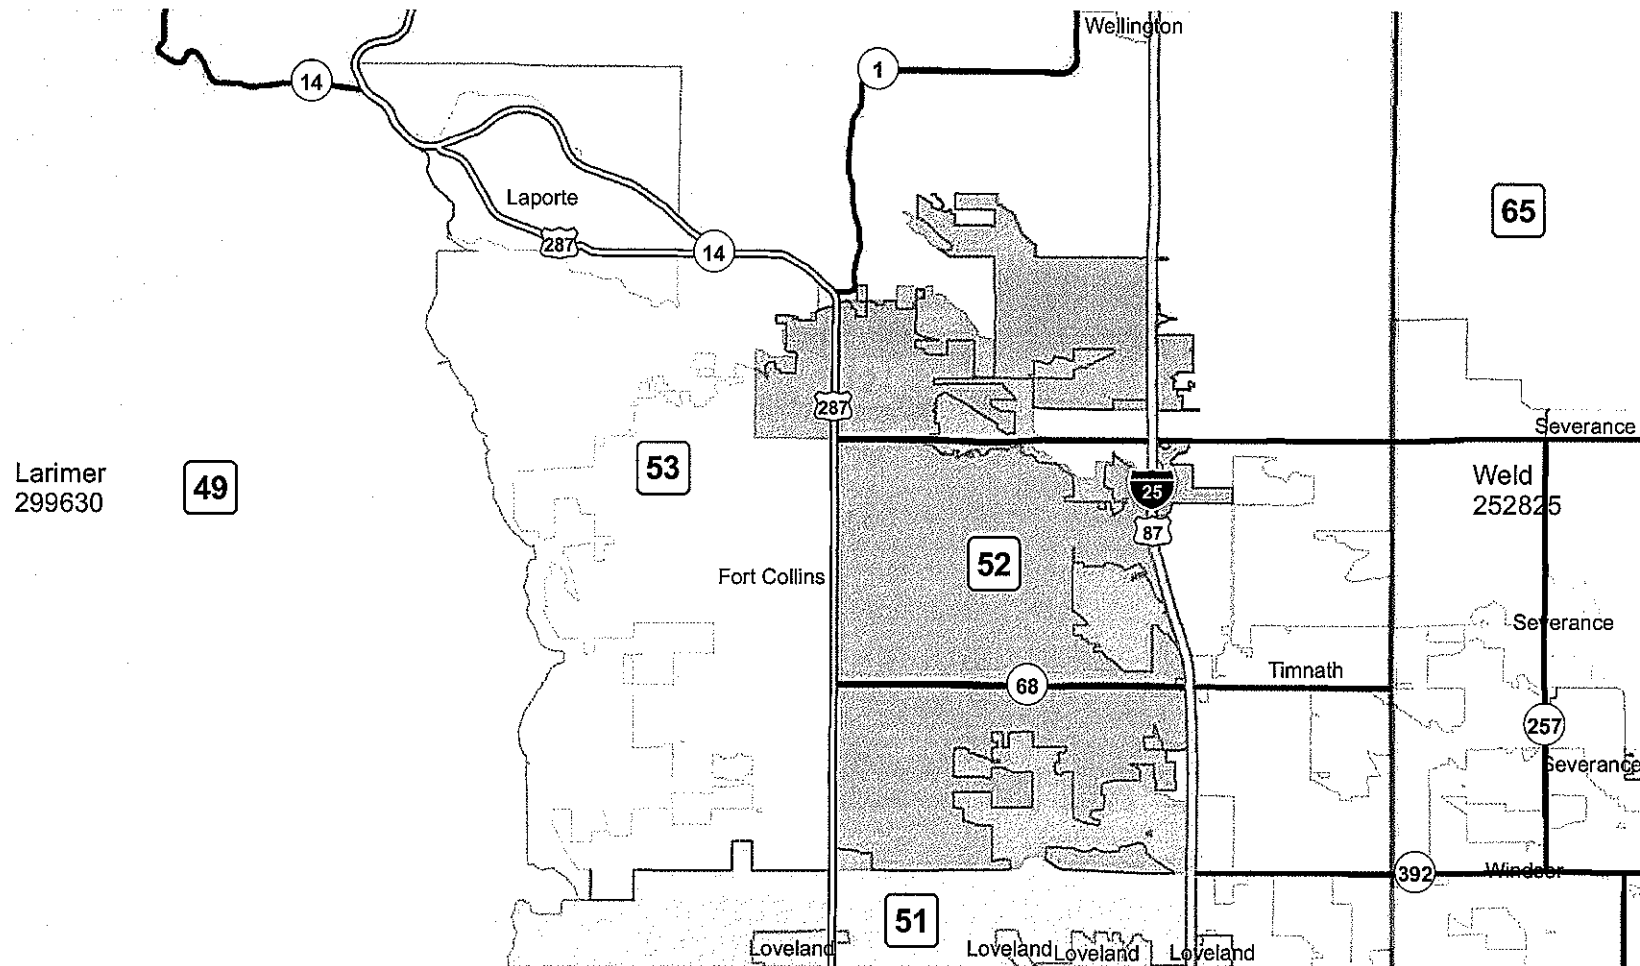 Wellington
14
1
Laporte
65
287
14
287
Severance
53
Larimer
299630
49
Weld
252825
25
87
52
Fort Collins
Severance
Timnath
68
257
Severance
392
Windsor
51
Loveland
Loveland
Loveland
Loveland